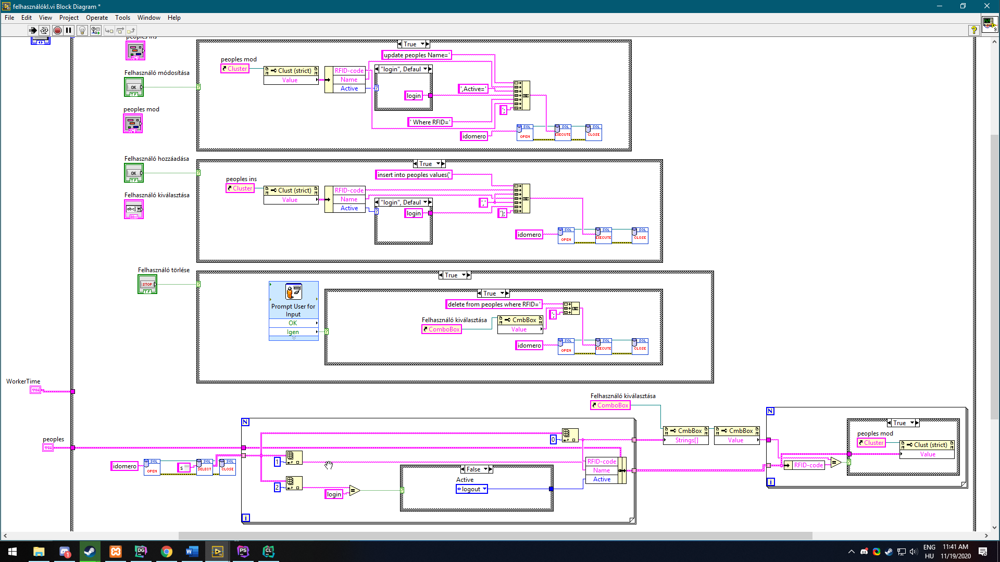 felhasználókl.vi Block Diagram *
File Edit View Project Operate Tools Window Help
9
peoples ins
True
update peoples Name='
peoples mod
Cluster
Clust (strict)
Value
RFID-code
Name
Active
"login", Defaul
login
',Active='
';
' Where RFID='
idomero
SQL OPEN
SQL EXECUTE
SQL CLOSE
Felhasználó módosítása
OK
TF
peoples mod
Felhasználó hozzáadása
OK
TF
True
insert into peoples values('
peoples ins
Cluster
Clust (strict)
Value
RFID-code
Name
Active
"login", Defaul
login
','
');
idomero
SQL OPEN
SQL EXECUTE
SQL CLOSE
Felhasználó kiválasztása
abc
abc
Felhasználó törlése
STOP
TF
True
Prompt User for
Input
OK
Igen
True
delete from peoples where RFID='
';
Felhasználó kiválasztása
ComboBox
CmbBox
Value
idomero
SQL OPEN
SQL EXECUTE
SQL CLOSE
WorkerTime
peoples
idomero
SQL OPEN
s
SQL SELECT
SQL CLOSE
N
0
1
2
login
=
False
Active
logout
RFID-code
Name
Active
i
Felhasználó kiválasztása
ComboBox
CmbBox
Strings[]
CmbBox
Value
N
RFID-code
=
True
peoples mod
Cluster
Clust (strict)
Value
i
ENG
HU
11:41 AM
11/19/2020